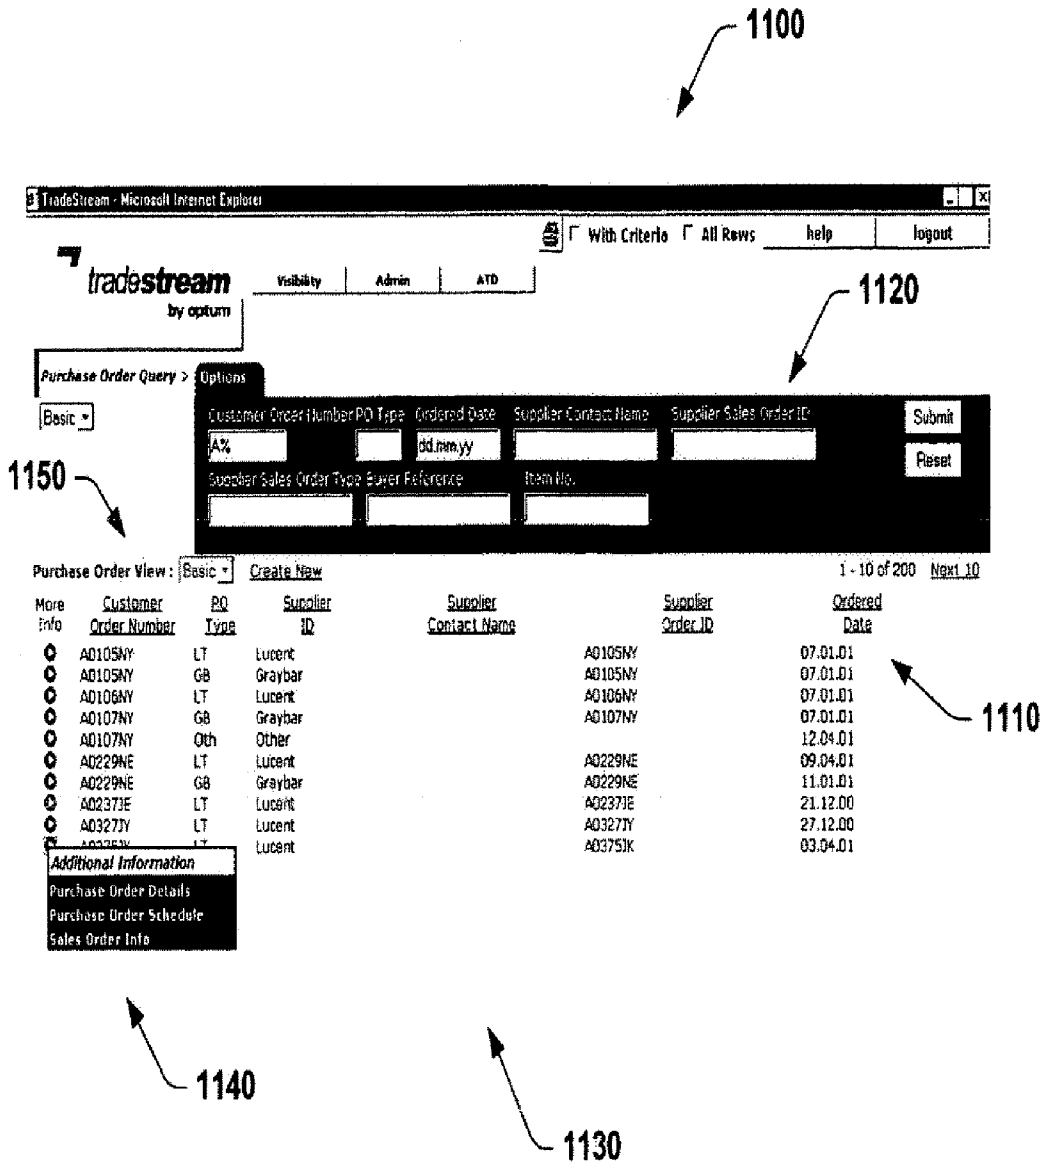 1100
TradeStream - Microsoft Internet Explorer
With Criteria All Rows help logout
tradestream
by optum
Visibility Admin ATD
1120
Purchase Order Query > Options
Basic
Customer Order Number PO Type Ordered Date Supplier Contact Name Supplier Sales Order ID Submit
A% dd.mm.yy
Reset
Supplier Sales Order Type Buyer Reference Item No.
1150
Purchase Order View: Basic Create New 1 - 10 of 200 Next 10
More Customer PO Supplier Supplier Supplier Ordered
Info Order Number Type ID Contact Name Order ID Date
A0105NY LT Lucent A0105NY 07.01.01
A0105NY GB Graybar A0105NY 07.01.01
A0106NY LT Lucent A0106NY 07.01.01
A0107NY GB Graybar A0107NY 07.01.01
A0107NY Oth Other 12.04.01
A0229NE LT Lucent A0229NE 09.04.01
A0229NE GB Graybar A0229NE 11.01.01
A0237JE LT Lucent A0237JE 21.12.00
A0327JY LT Lucent A0327JY 27.12.00
LT Lucent A0375JK 03.04.01
1110
Additional Information
Purchase Order Details
Purchase Order Schedule
Sales Order Info
1140
1130